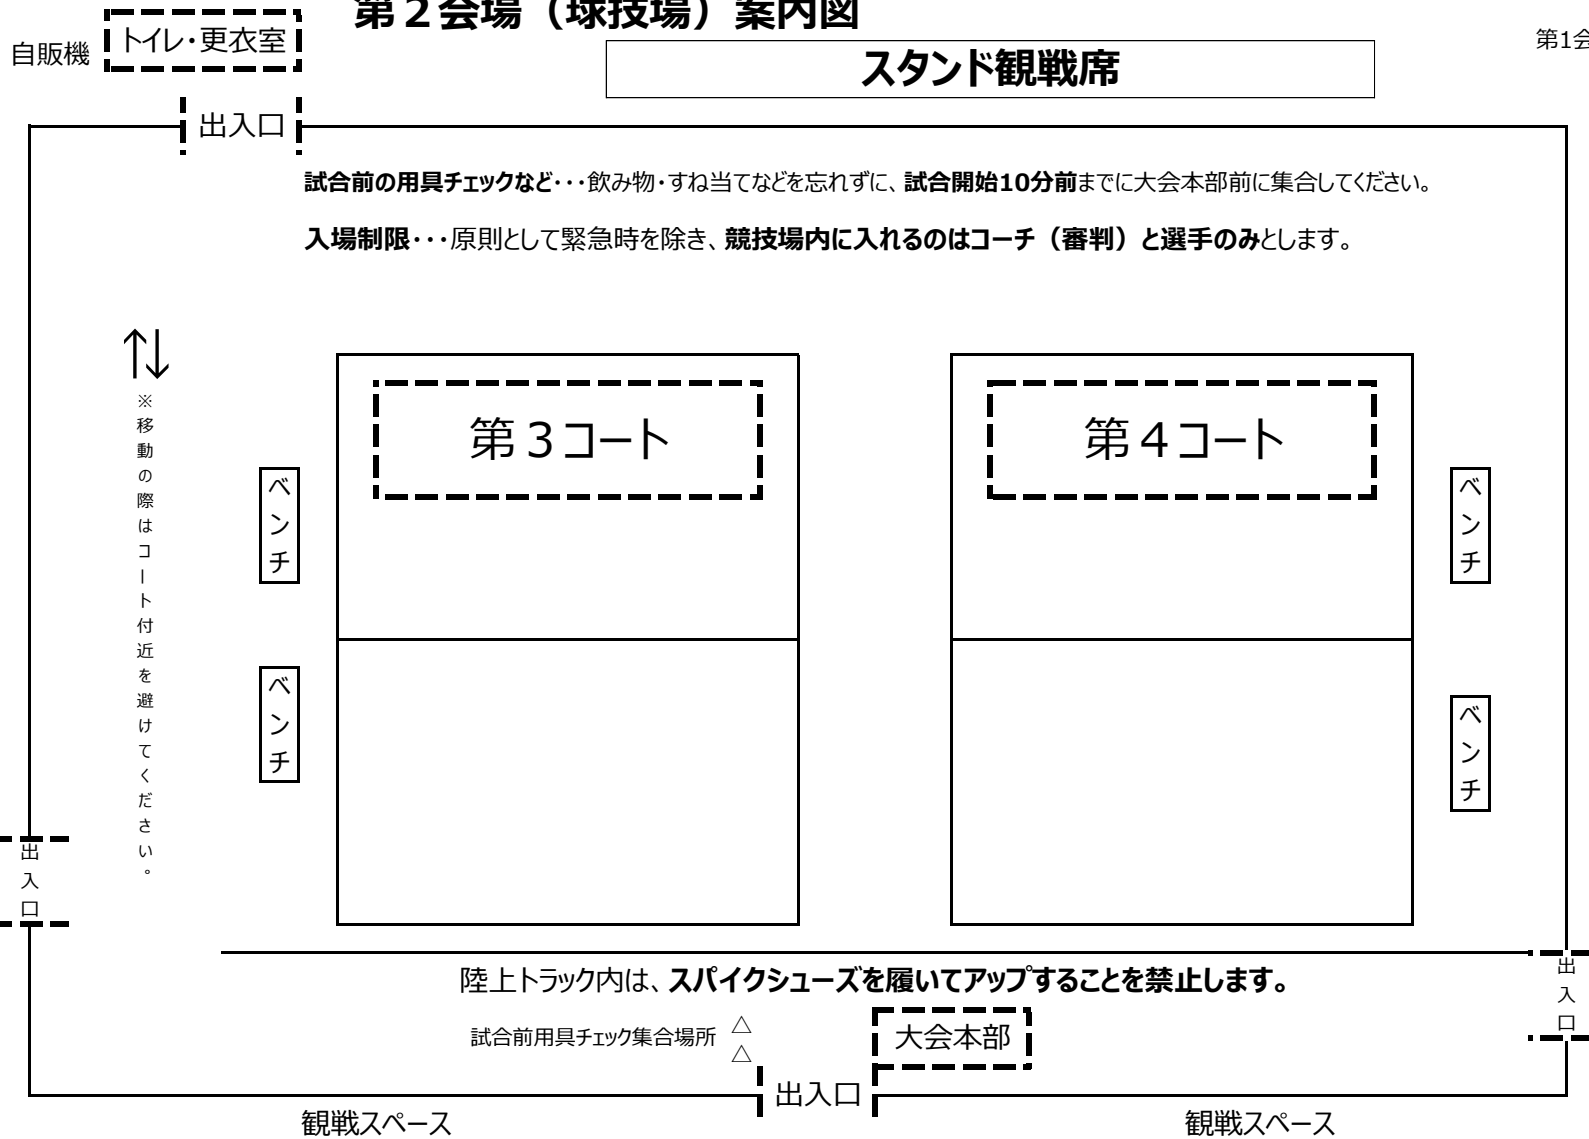 第２会場（球技場）案内図
自販機
トイレ・更衣室
第1会
スタンド観戦席
出入口
試合前の用具チェックなど・・・飲み物・すね当てなどを忘れずに、試合開始10分前までに大会本部前に集合してください。
入場制限・・・原則として緊急時を除き、競技場内に入れるのはコーチ（審判）と選手のみとします。
↑↓
※移動の際はコート付近を避けてください。
第３コート
第４コート
ベンチ
ベンチ
ベンチ
ベンチ
出入口
陸上トラック内は、スパイクシューズを履いてアップすることを禁止します。
出入口
試合前用具チェック集合場所
△
△
大会本部
出入口
観戦スペース
観戦スペース